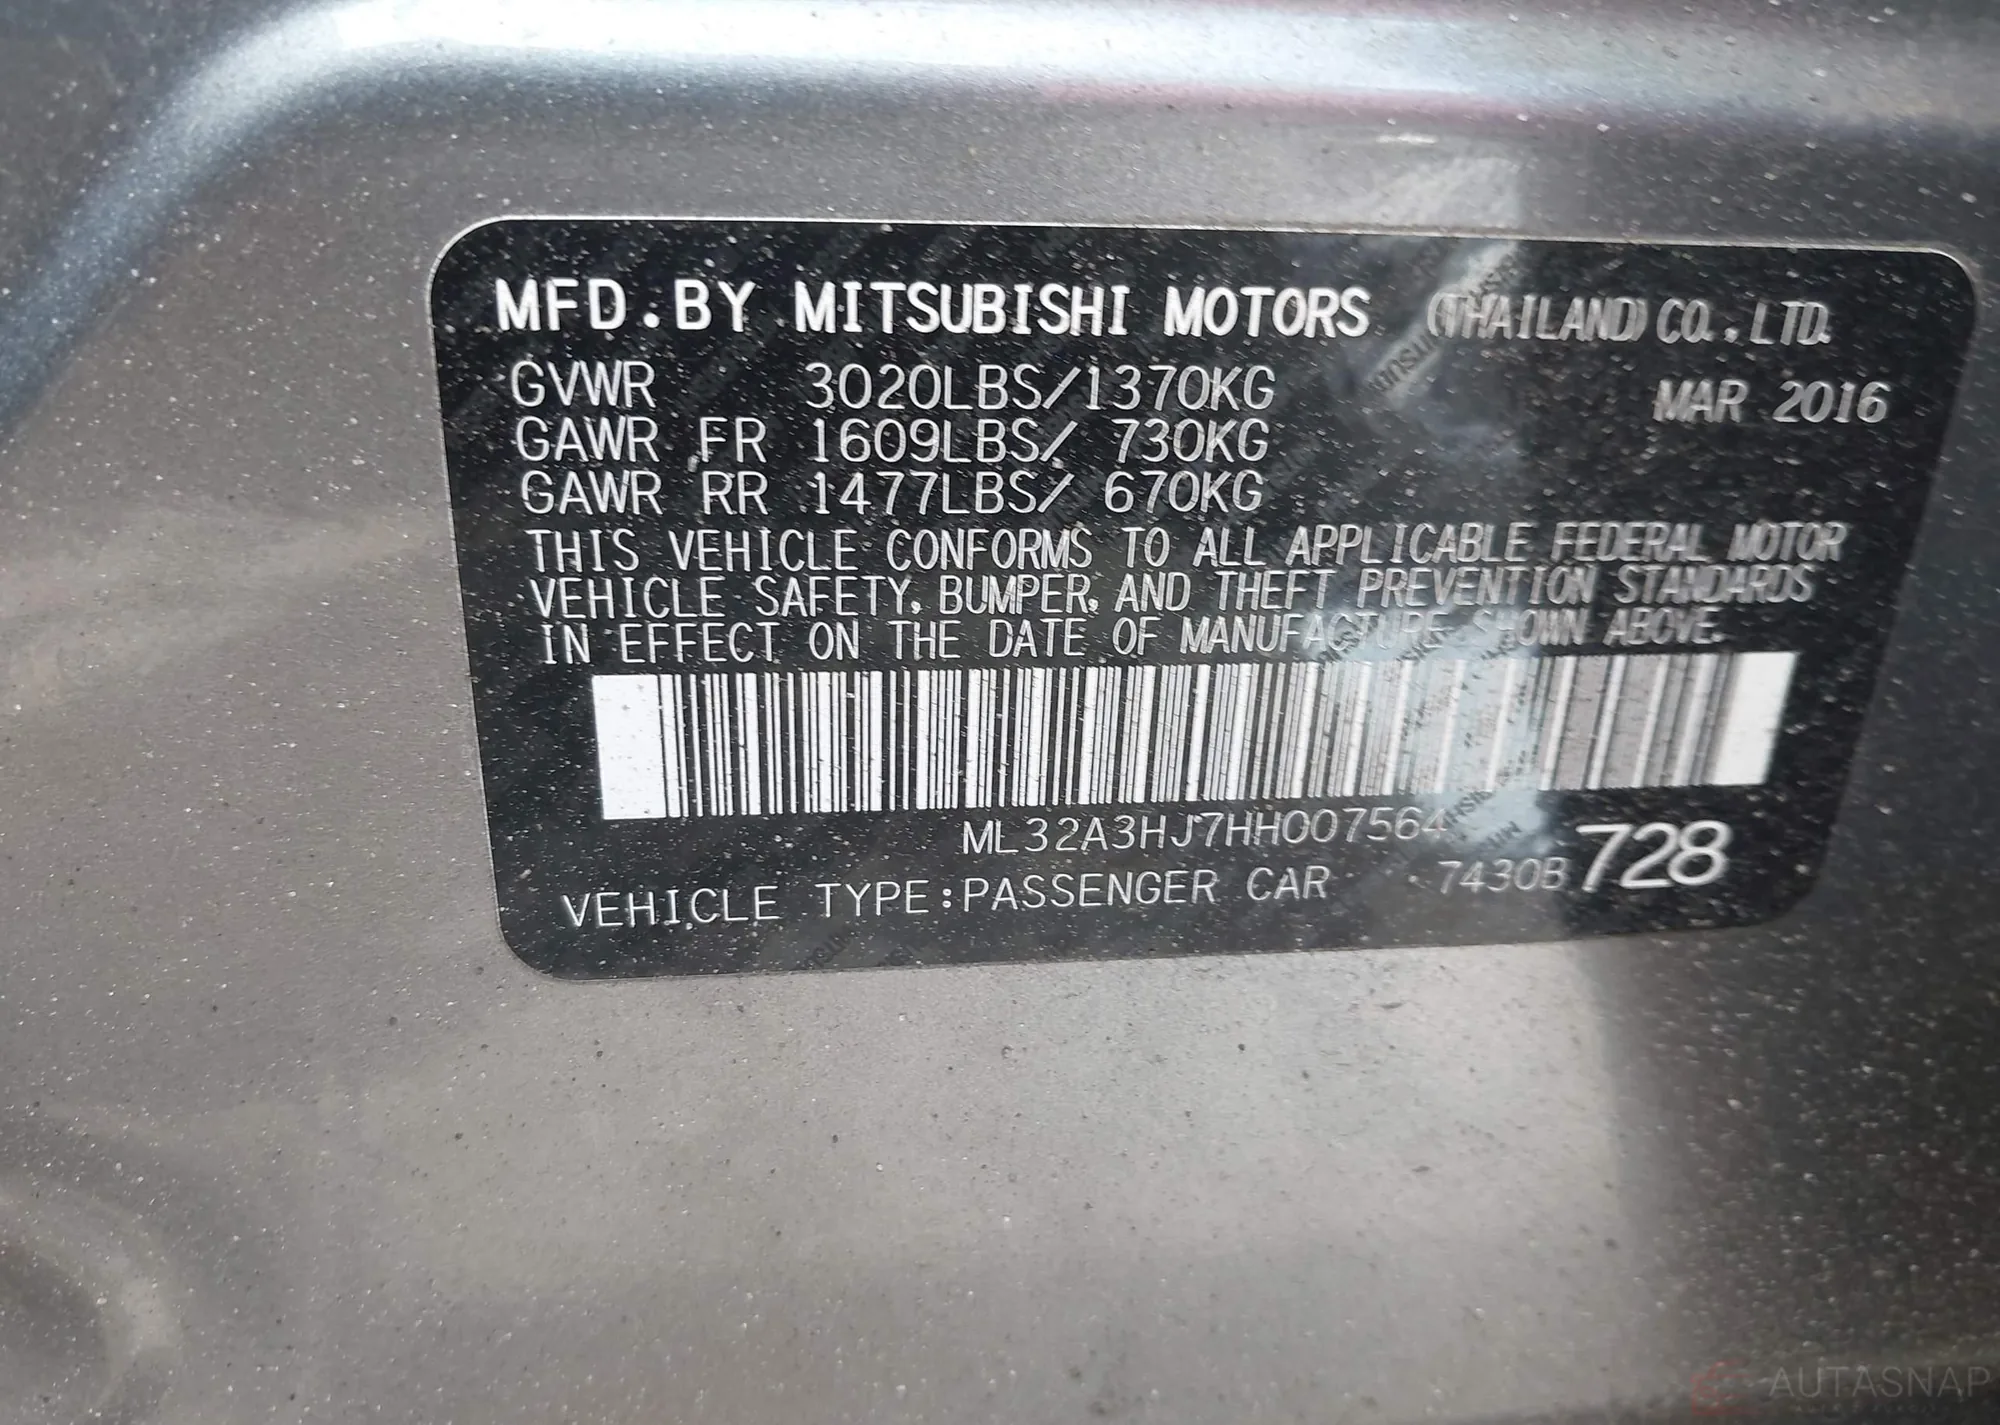 MFD.BY MITSUBISHI MOTORS (THAILAND)CO.,LTD.
GVWR 3020LBS/1370KG MAR 2016
GAWR FR 1609LBS/ 730KG
GAWR RR 1477LBS/ 670KG
THIS VEHICLE CONFORMS TO ALL APPLICABLE FEDERAL MOTOR
VEHICLE SAFETY, BUMPER, AND THEFT PREVENTION STANDARDS
IN EFFECT ON THE DATE OF MANUFACTURE SHOWN ABOVE.
ML32A3HJ7HH007564
VEHICLE TYPE:PASSENGER CAR 7430B728
AUTASNAP